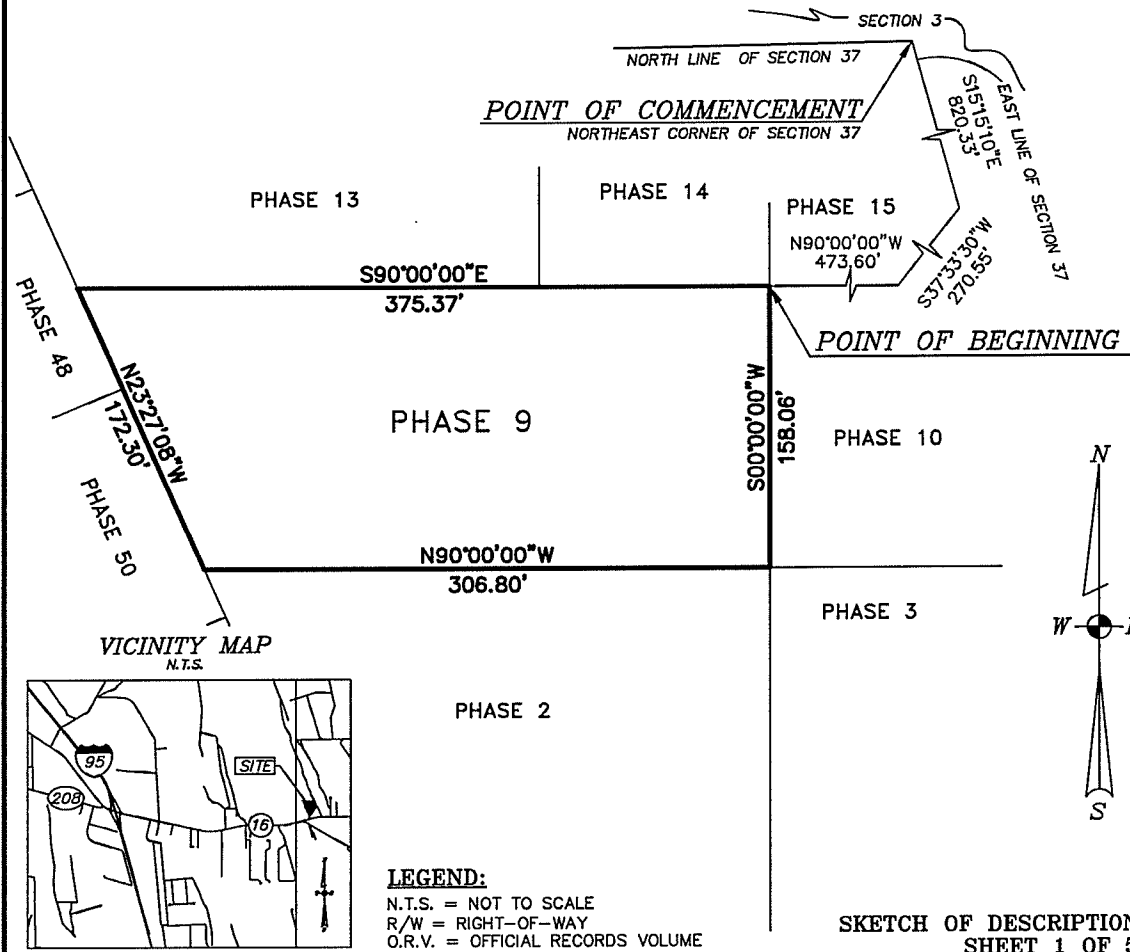 SECTION 3
NORTH LINE OF SECTION 37
POINT OF COMMENCEMENT
NORTHEAST CORNER OF SECTION 37
S15°15'10"E
820.33'
EAST LINE OF SECTION 37
PHASE 13
PHASE 14
PHASE 15
N90°00'00"W
473.60'
S37°33'30"W
270.55'
S90°00'00"E
375.37'
POINT OF BEGINNING
PHASE 48
N23°27'08"W
172.30'
PHASE 9
S00°00'00"W
158.06'
PHASE 10
PHASE 50
N90°00'00"W
306.80'
PHASE 3
N
W
S
VICINITY MAP
N.T.S.
PHASE 2
95
SITE
208
16
LEGEND:
N.T.S. = NOT TO SCALE
R/W = RIGHT-OF-WAY
O.R.V. = OFFICIAL RECORDS VOLUME
SKETCH OF DESCRIPTION
SHEET 1 OF